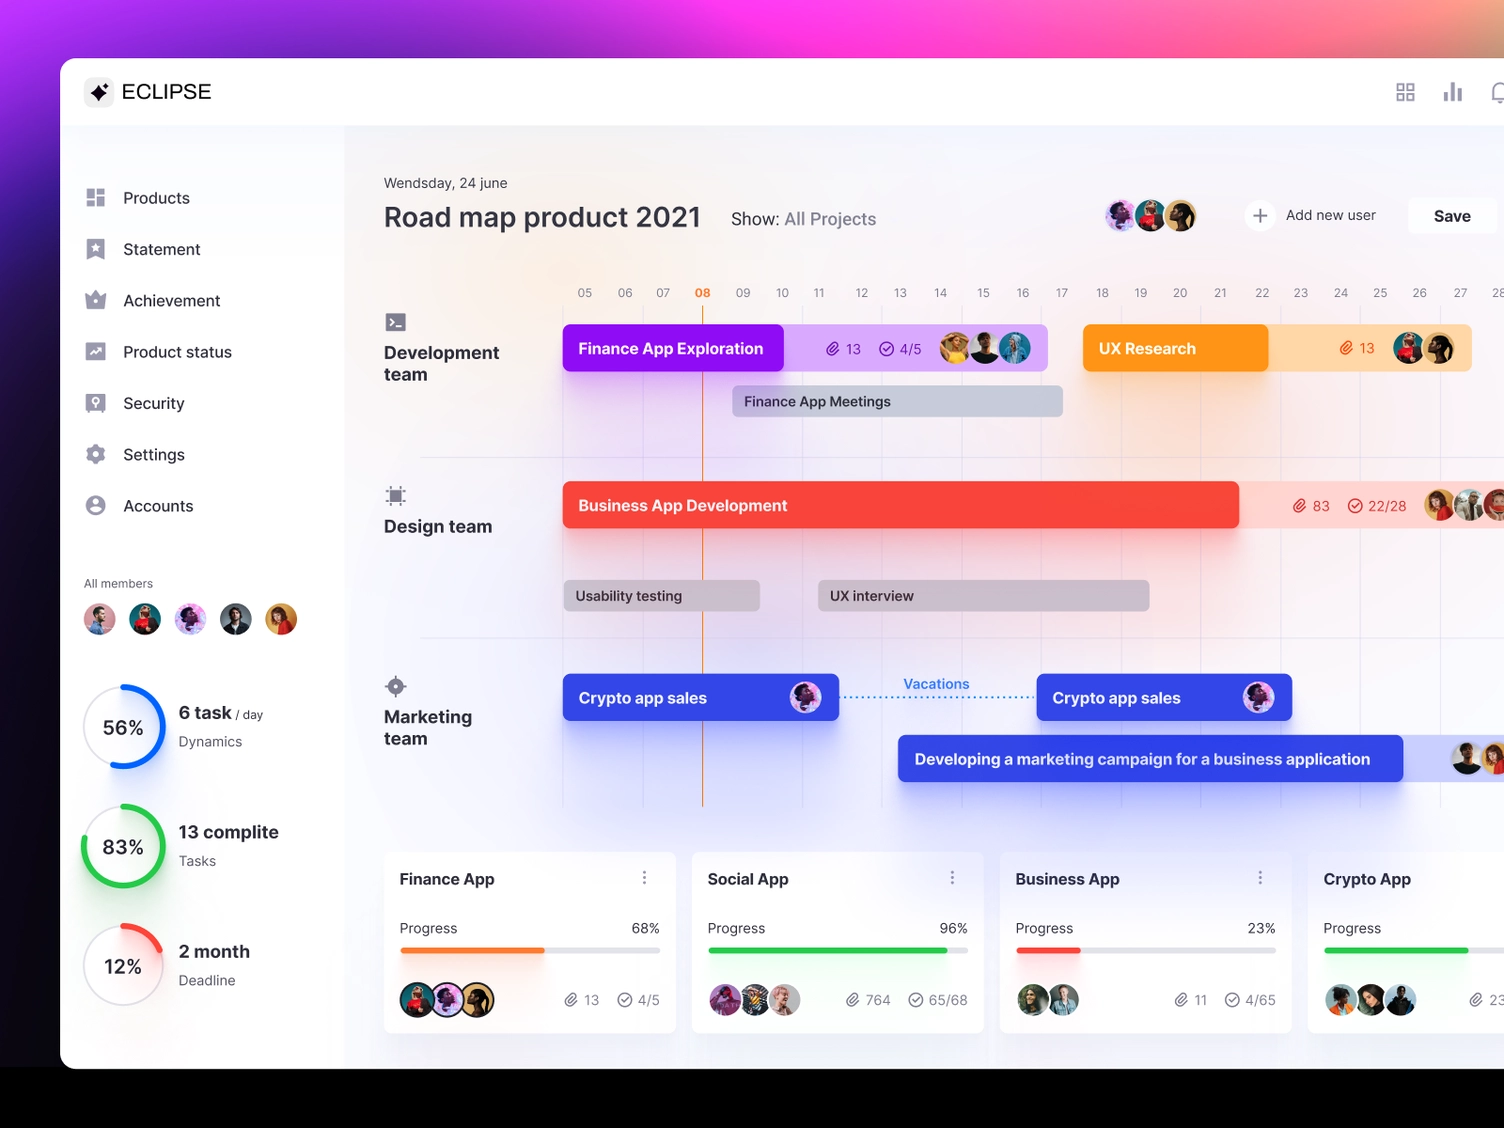 ECLIPSE
Products
Statement
Achievement
Product status
Security
Settings
Accounts
All members
56%
6 task / day
Dynamics
83%
13 complite
Tasks
12%
2 month
Deadline
Wendsday, 24 june
Road map product 2021
Show: All Projects
Add new user
Save
05 06 07 08 09 10 11 12 13 14 15 16 17 18 19 20 21 22 23 24 25 26 27 28
Development
team
Finance App Exploration
13
4/5
UX Research
13
Finance App Meetings
Design team
Business App Development
83
22/28
Usability testing
UX interview
Marketing
team
Crypto app sales
Vacations
Crypto app sales
Developing a marketing campaign for a business application
Finance App
Progress
68%
13
4/5
Social App
Progress
96%
764
65/68
Business App
Progress
23%
11
4/65
Crypto App
Progress
23